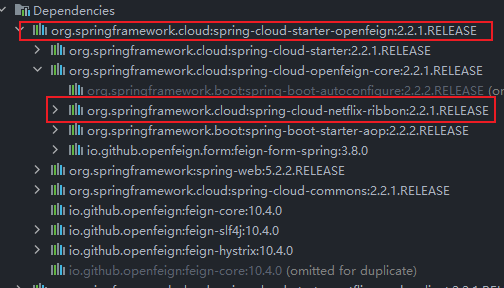 Dependencies
org.springframework.cloud:spring-cloud-starter-openfeign:2.2.1.RELEASE
org.springframework.cloud:spring-cloud-starter:2.2.1.RELEASE
org.springframework.cloud:spring-cloud-openfeign-core:2.2.1.RELEASE
org.springframework.boot:spring-boot-autoconfigure:2.2.2.RELEASE (or
org.springframework.cloud:spring-cloud-netflix-ribbon:2.2.1.RELEASE
org.springframework.boot:spring-boot-starter-aop:2.2.2.RELEASE
io.github.openfeign.form:feign-form-spring:3.8.0
org.springframework:spring-web:5.2.2.RELEASE
org.springframework.cloud:spring-cloud-commons:2.2.1.RELEASE
io.github.openfeign:feign-core:10.4.0
io.github.openfeign:feign-slf4j:10.4.0
io.github.openfeign:feign-hystrix:10.4.0
io.github.openfeign:feign-core:10.4.0 (omitted for duplicate)